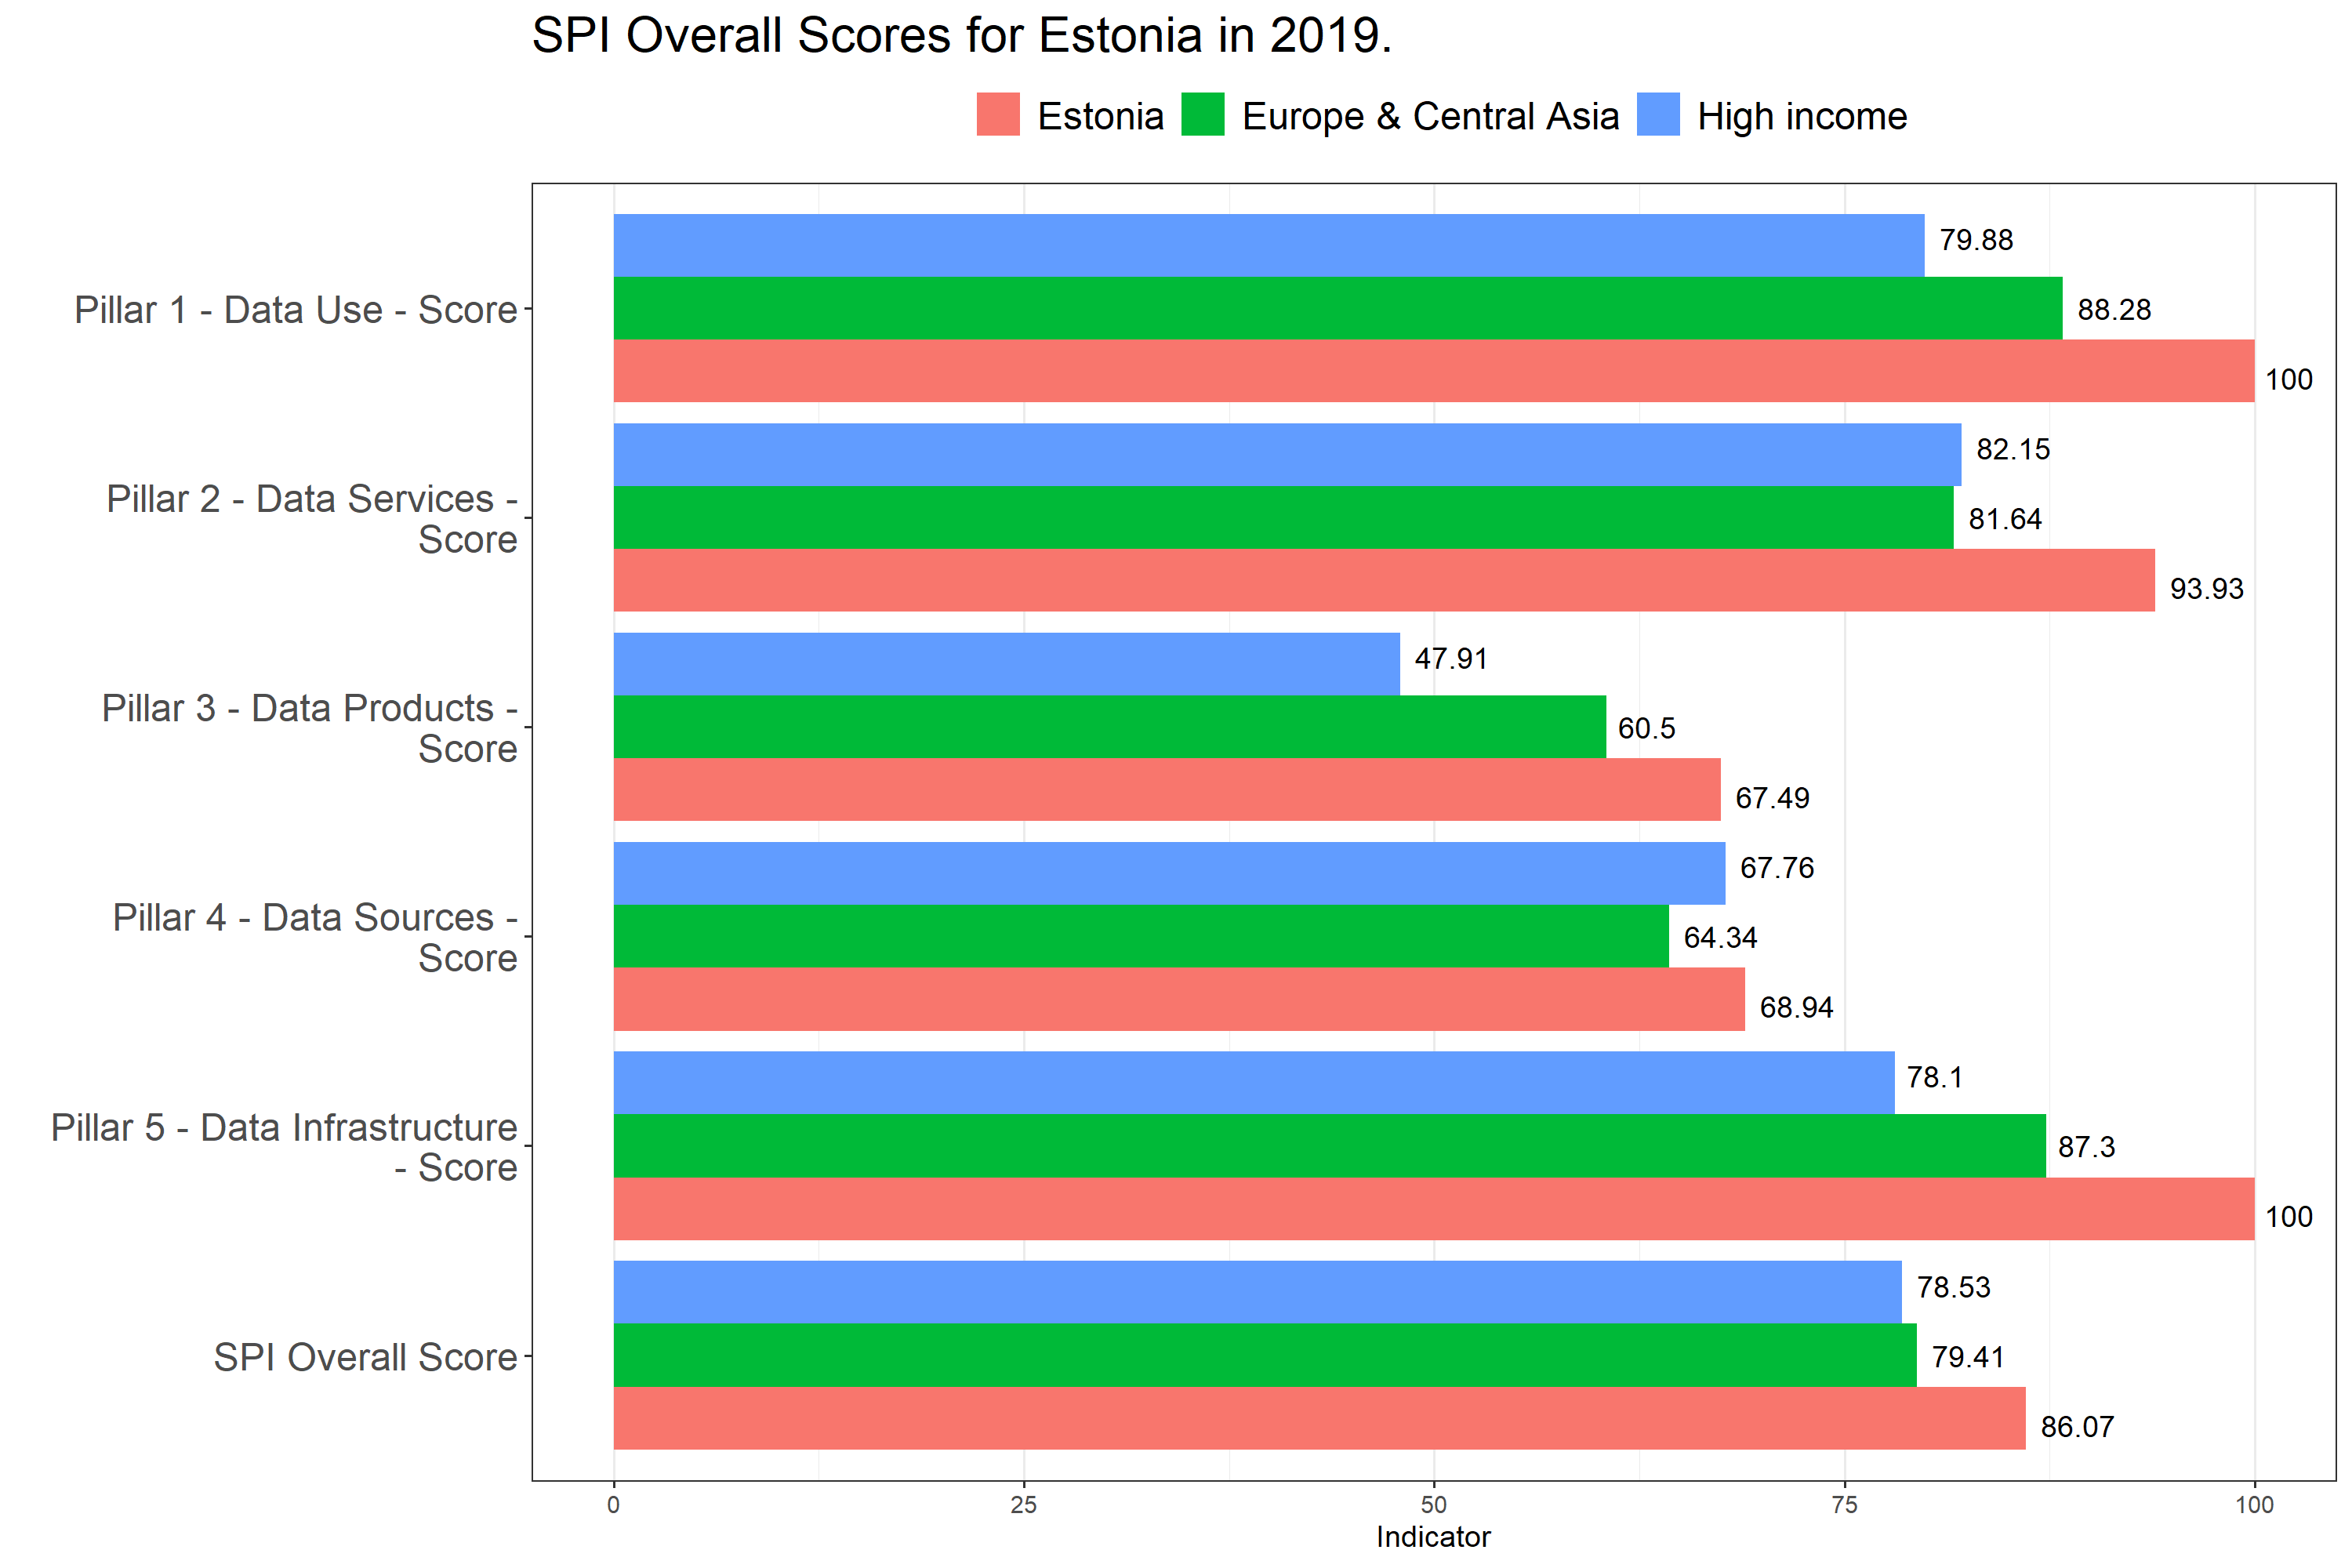 SPI Overall Scores for Estonia in 2019.
Estonia Europe & Central Asia High income
Pillar 1 - Data Use - Score
79.88
88.28
100
Pillar 2 - Data Services -
Score
82.15
81.64
93.93
Pillar 3 - Data Products -
Score
47.91
60.5
67.49
Pillar 4 - Data Sources -
Score
67.76
64.34
68.94
Pillar 5 - Data Infrastructure
- Score
78.1
87.3
100
SPI Overall Score
78.53
79.41
86.07
0 25 50 75 100
Indicator